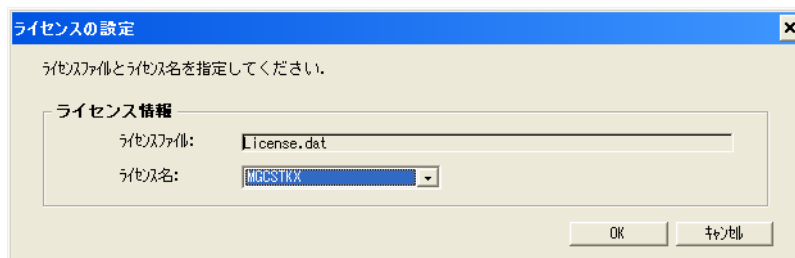 ライセンスの設定
ﾗｲｾﾝｽﾌｧｲﾙとﾗｲｾﾝｽ名を指定してください.
ライセンス情報
ﾗｲｾﾝｽﾌｧｲﾙ: License.dat
ﾗｲｾﾝｽ名: MGCSTKX
OK ｷｬﾝｾﾙ